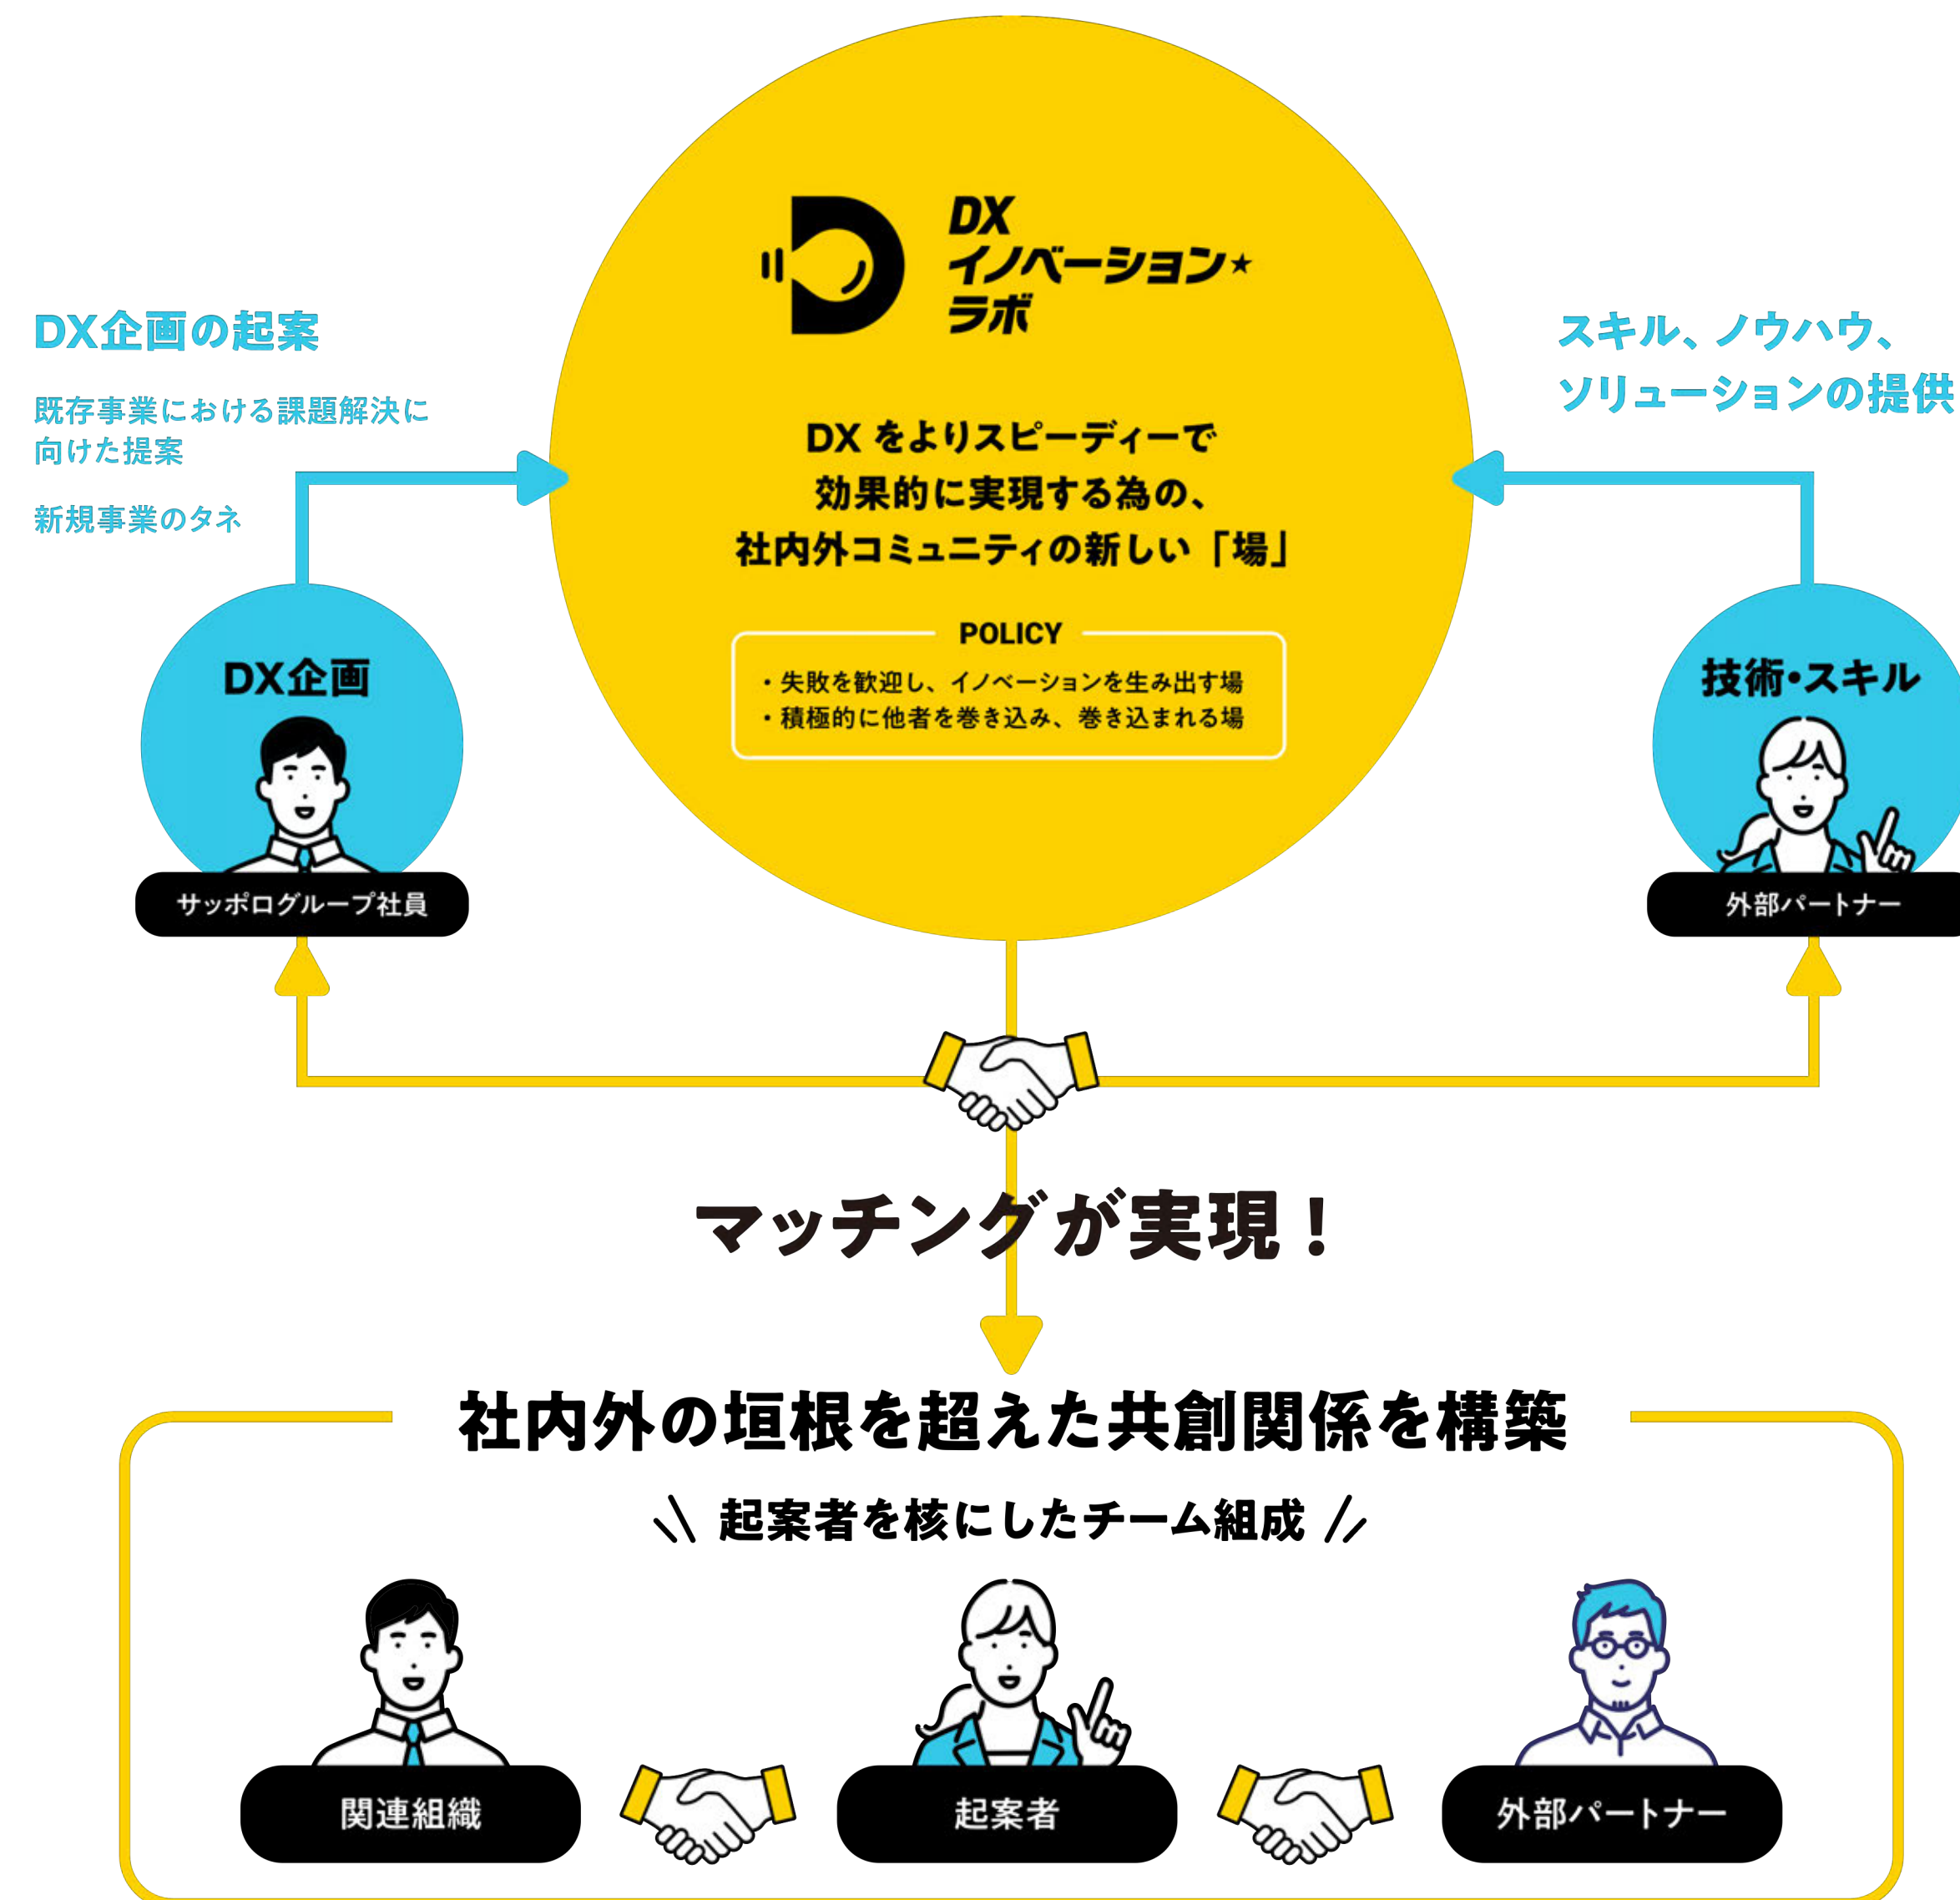 DX
イノベーション★
ラボ
DX をよりスピーディーで
効果的に実現する為の、
社内外コミュニティの新しい「場」
POLICY
・失敗を歓迎し、イノベーションを生み出す場
・積極的に他者を巻き込み、巻き込まれる場
DX企画の起案
既存事業における課題解決に
向けた提案
新規事業のタネ
DX企画
サッポログループ社員
スキル、ノウハウ、
ソリューションの提供
技術・スキル
外部パートナー
マッチングが実現！
社内外の垣根を超えた共創関係を構築
起案者を核にしたチーム組成
関連組織
起案者
外部パートナー